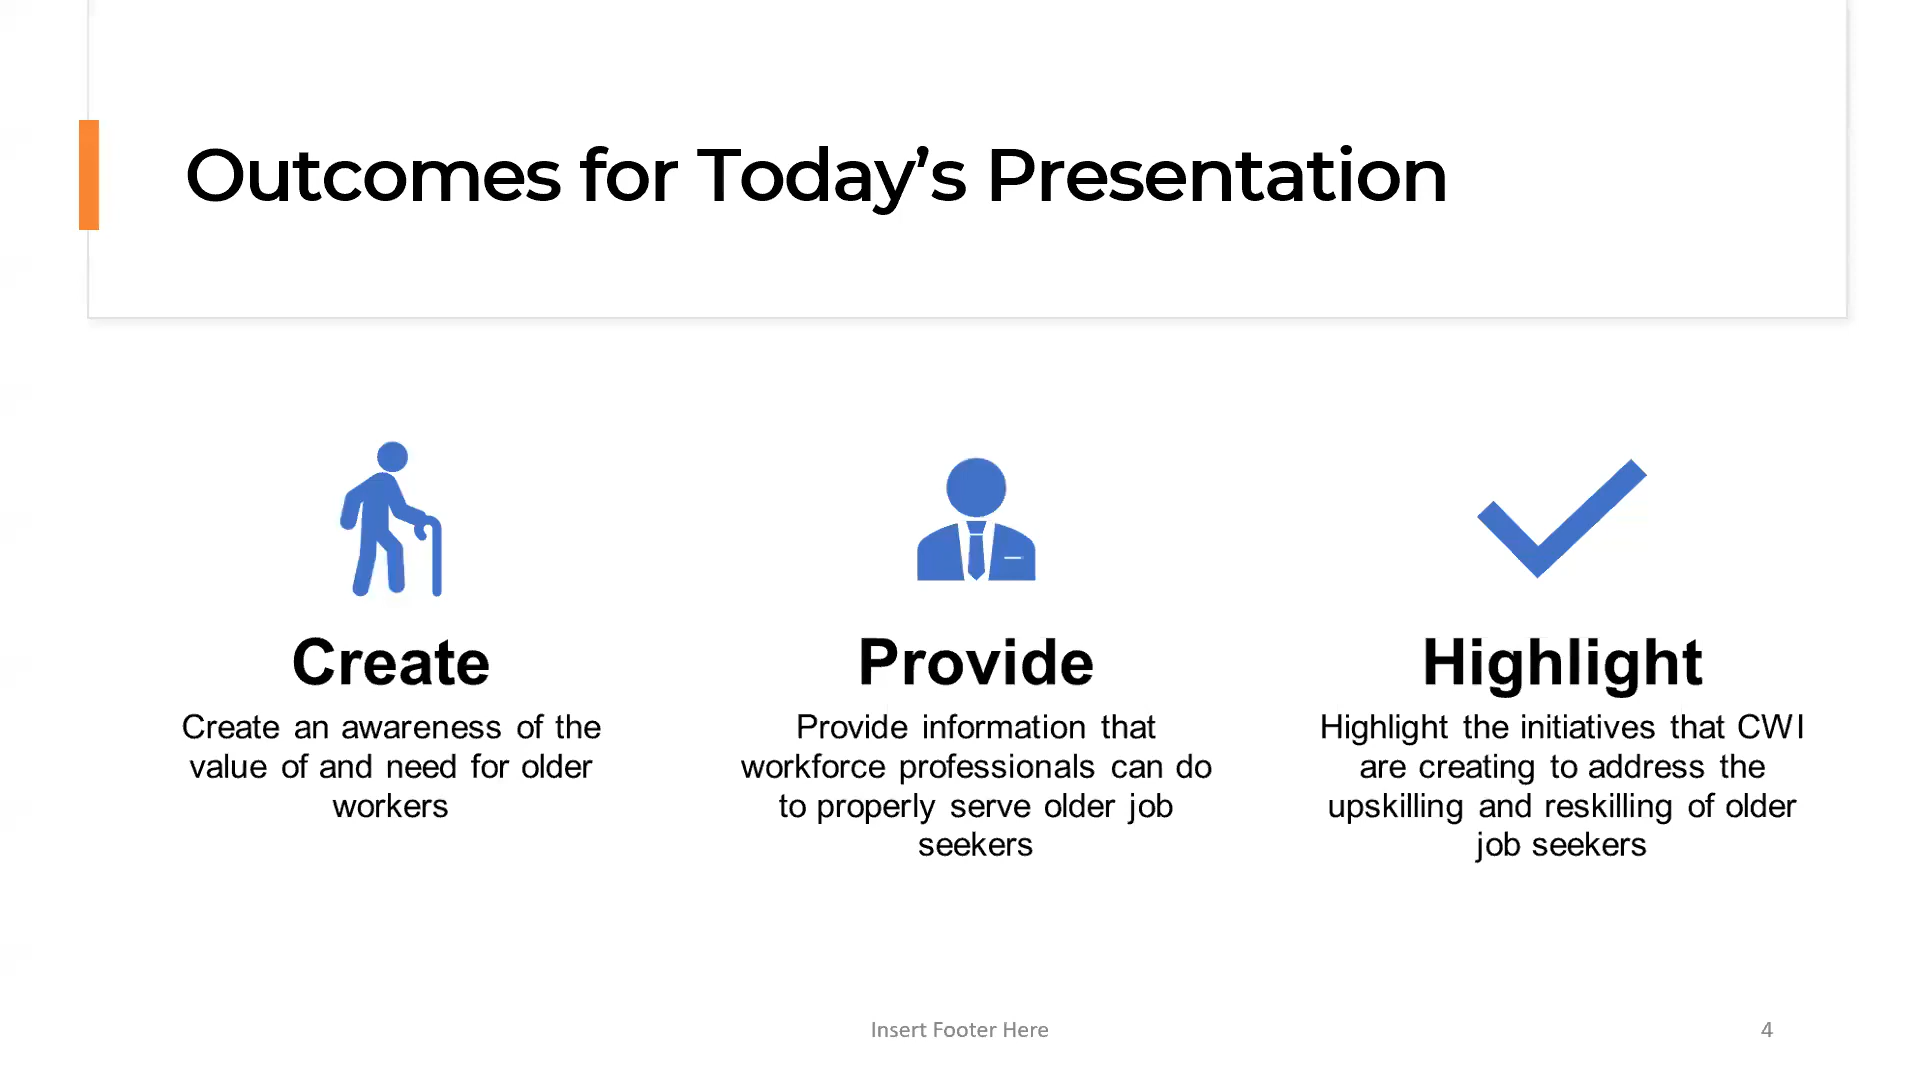 Outcomes for Today’s Presentation
Create
Create an awareness of the
value of and need for older
workers
Provide
Provide information that
workforce professionals can do
to properly serve older job
seekers
Highlight
Highlight the initiatives that CWI
are creating to address the
upskilling and reskilling of older
job seekers
Insert Footer Here
4